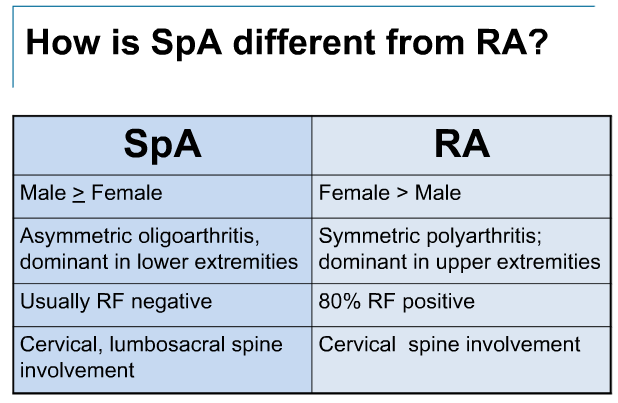 How is SpA different from RA?
SpA
RA
Male ≥ Female
Female > Male
Asymmetric oligoarthritis,
dominant in lower extremities
Symmetric polyarthritis;
dominant in upper extremities
Usually RF negative
80% RF positive
Cervical, lumbosacral spine
involvement
Cervical  spine involvement